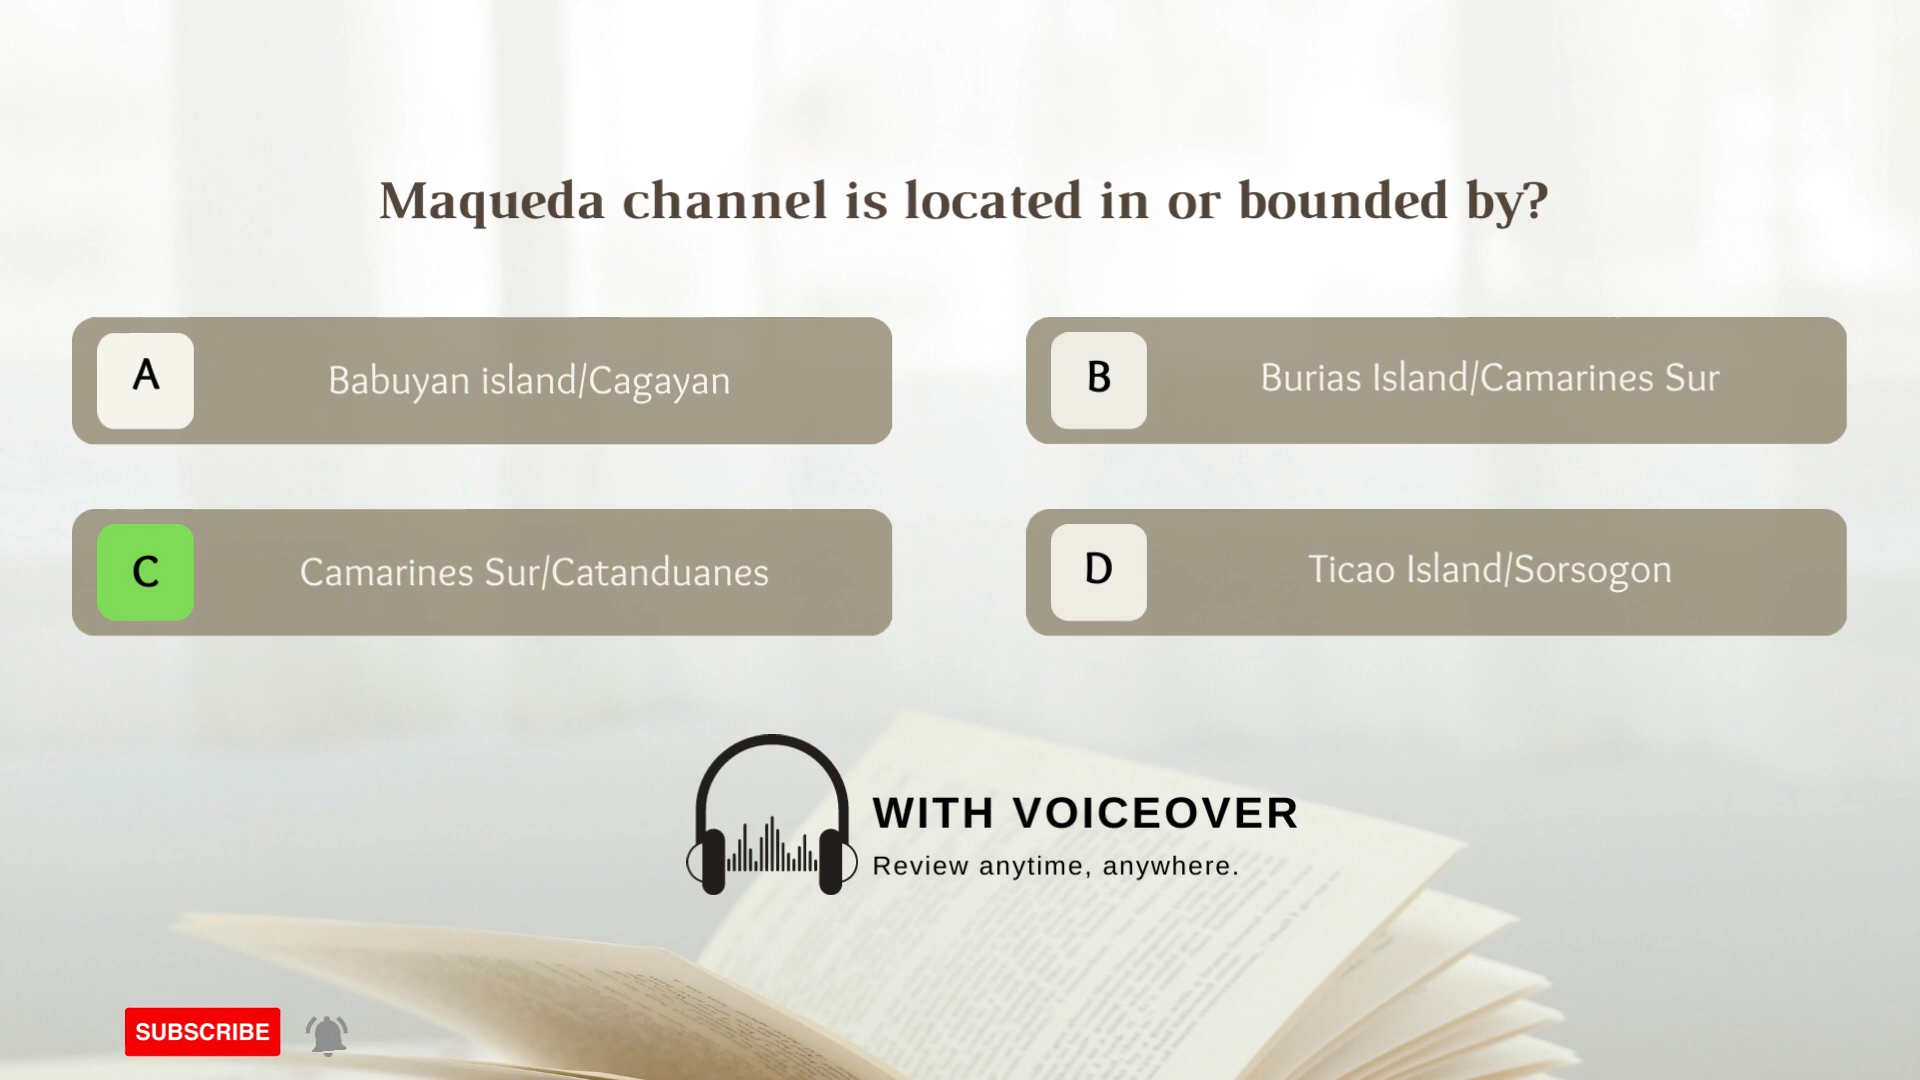 Maqueda channel is located in or bounded by?
A
Babuyan island/Cagayan
B
Burias Island/Camarines Sur
C
Camarines Sur/Catanduanes
D
Ticao Island/Sorsogon
WITH VOICEOVER
Review anytime, anywhere.
SUBSCRIBE